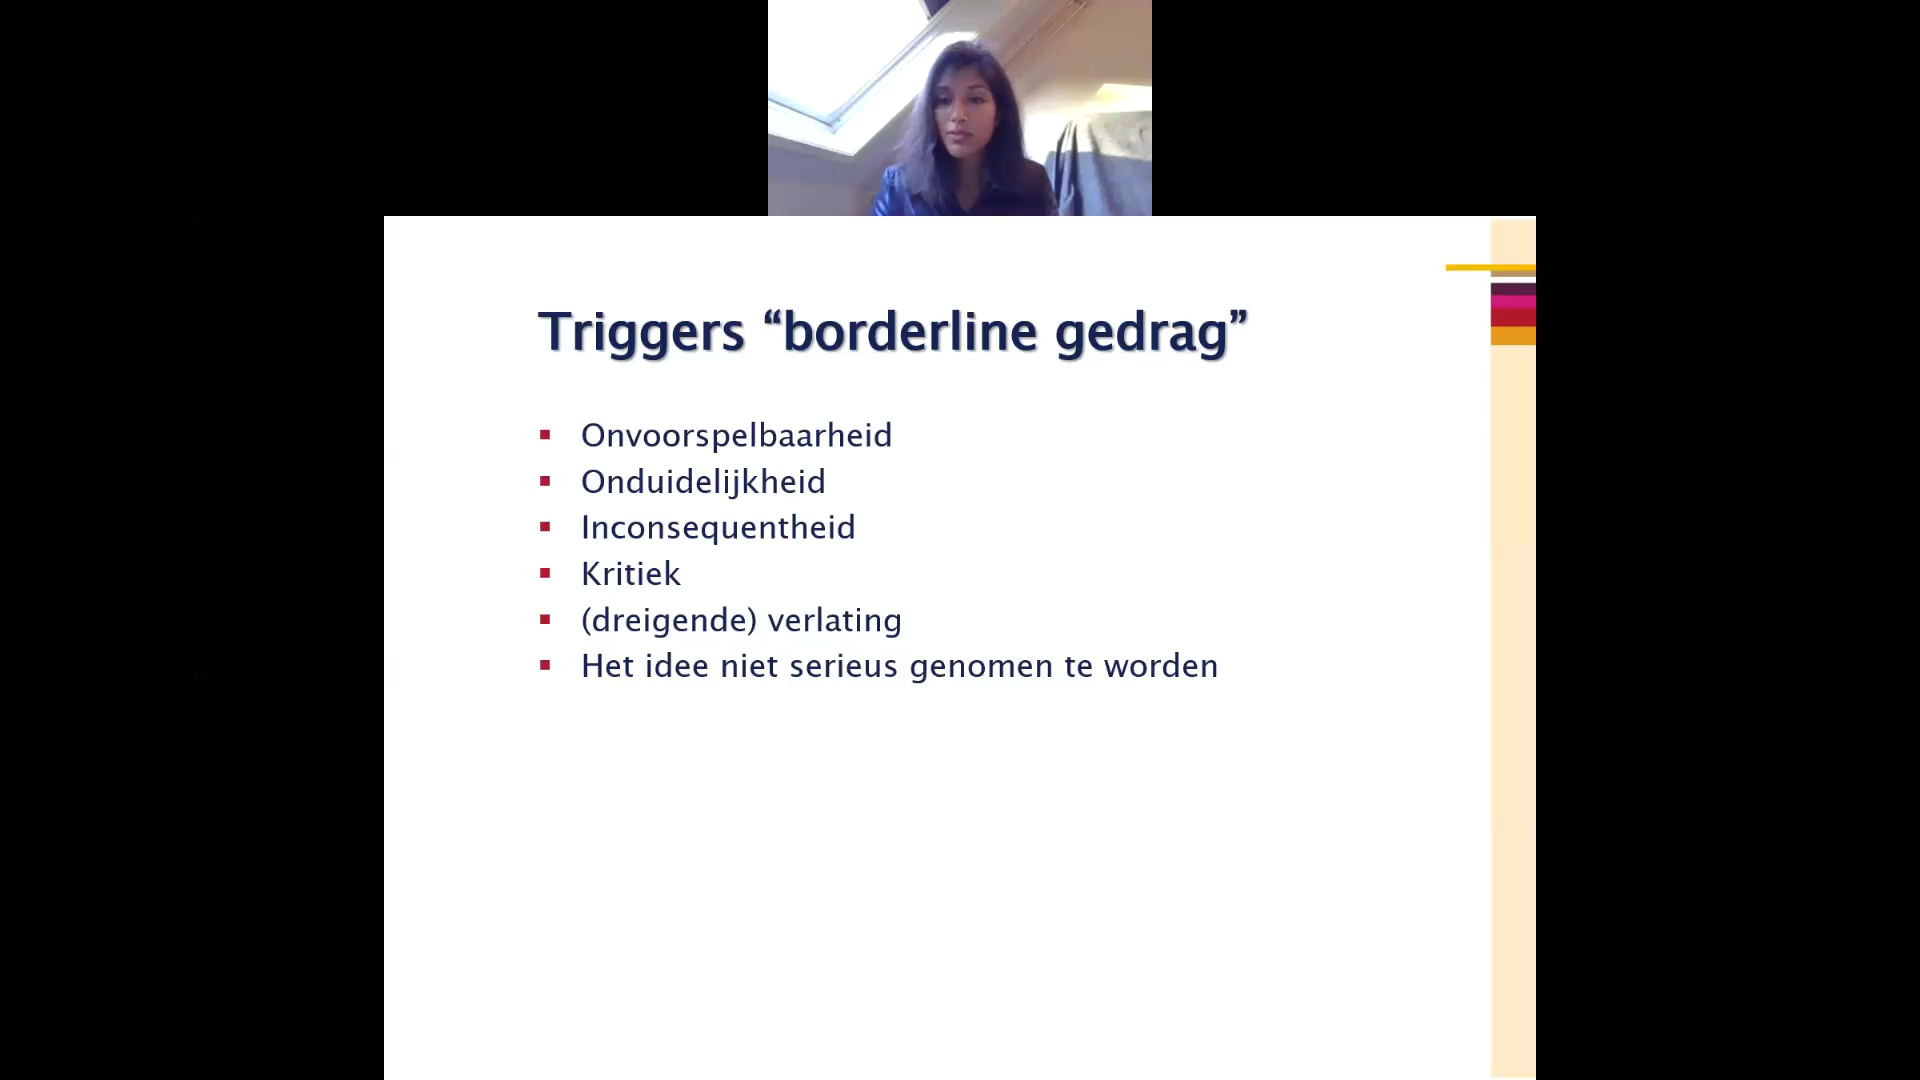 Triggers “borderline gedrag”
▪ Onvoorspelbaarheid
▪ Onduidelijkheid
▪ Inconsequentheid
▪ Kritiek
▪ (dreigende) verlating
▪ Het idee niet serieus genomen te worden